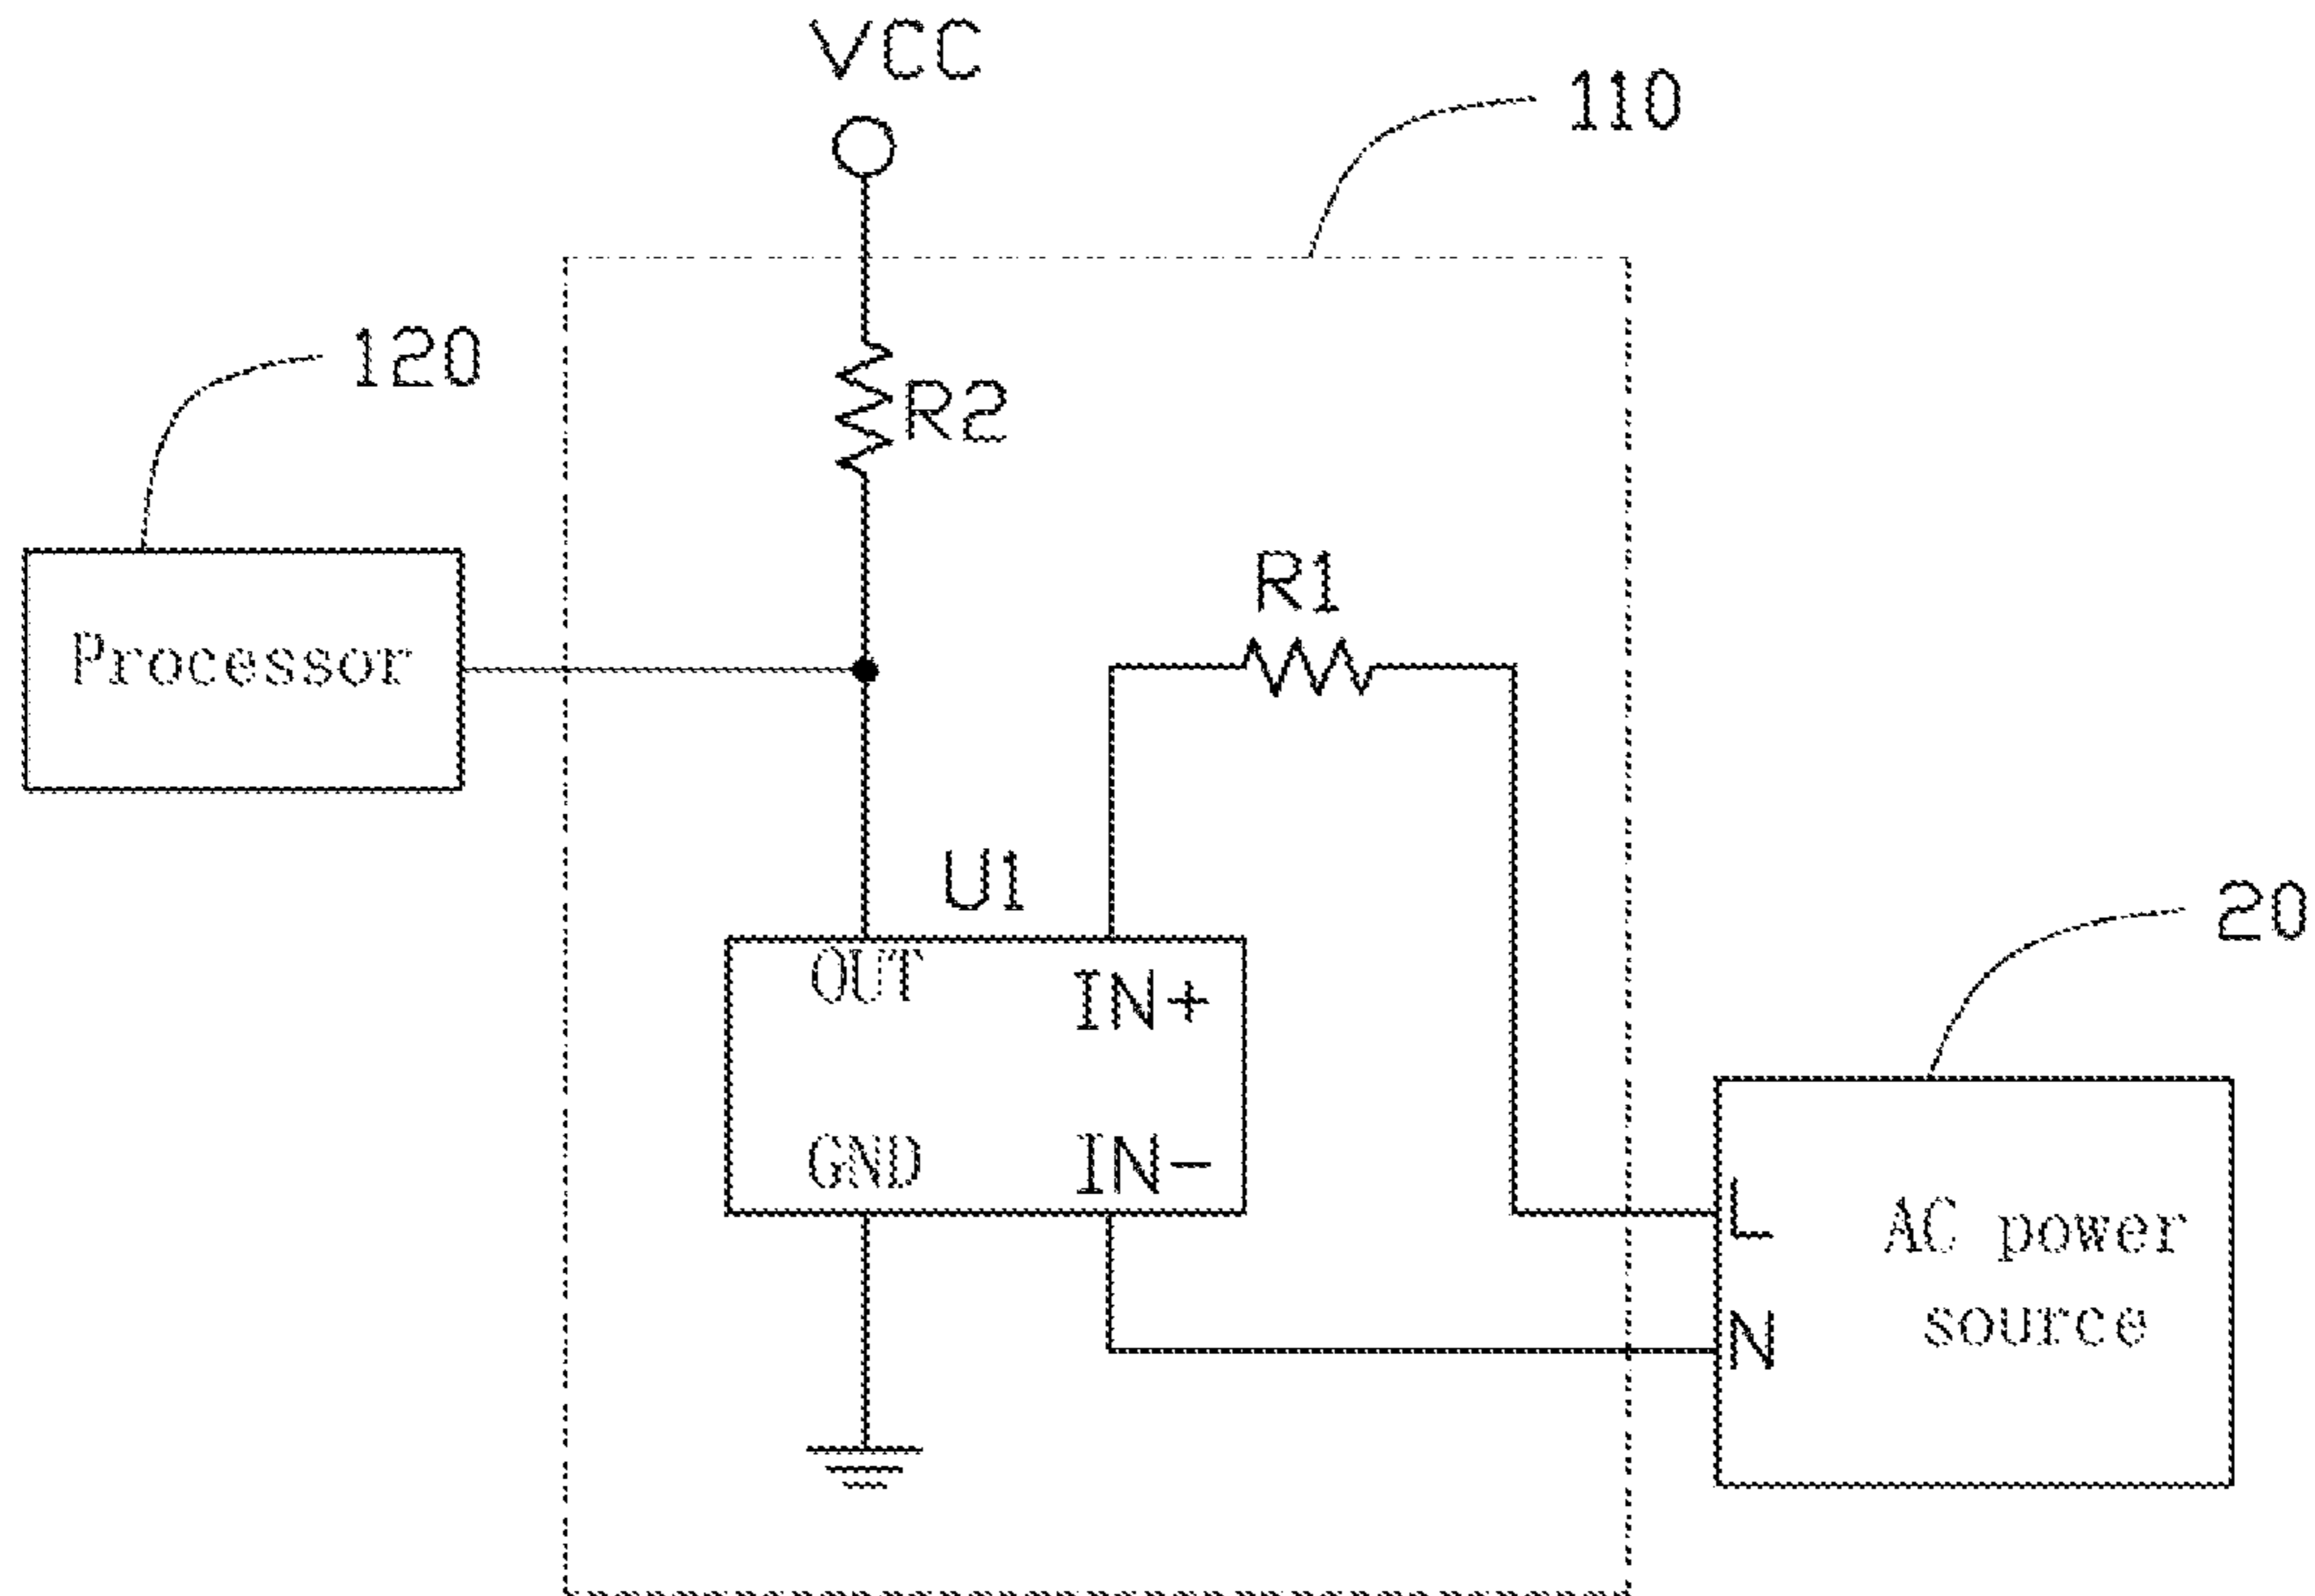 VCC
110
120
R2
R1
Processor
U1
20
OUT
IN+
GND
IN-
L
AC power
source
N